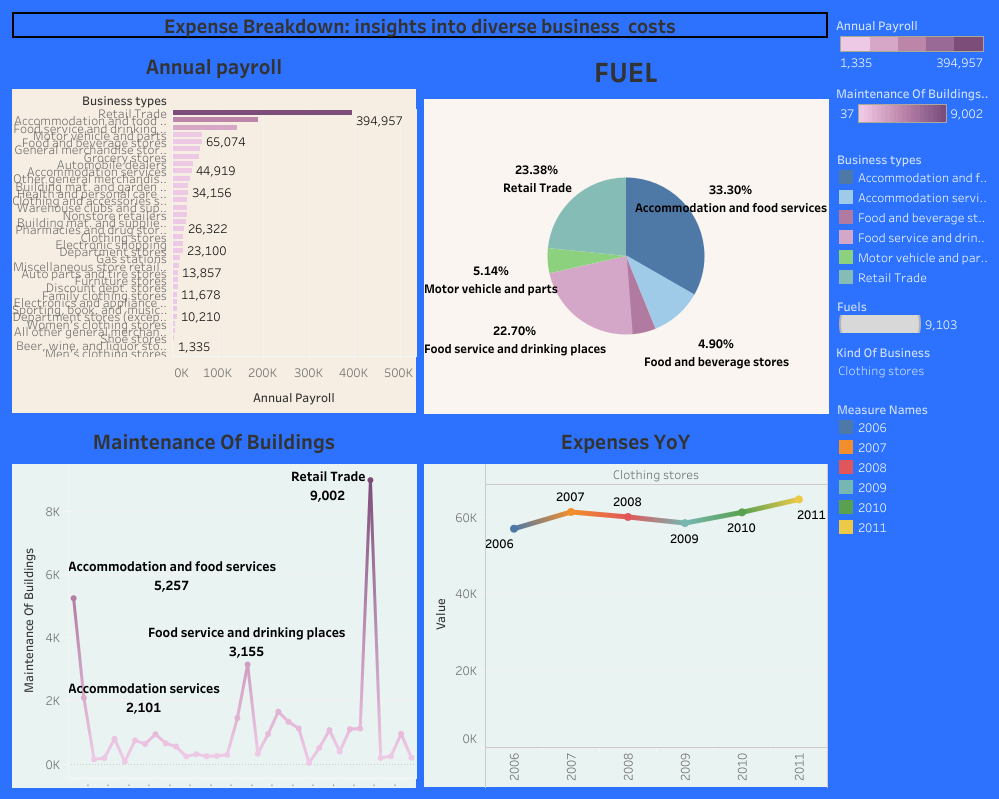 Expense Breakdown: insights into diverse business  costs
Annual payroll
Business types
Retail Trade
Accommodation and food ..
Food service and drinking ..
Motor vehicle and parts
Food and beverage stores
General merchandise stor..
Grocery stores
Automobile dealers
Accommodation services
Other general merchandis..
Building mat. and garden ..
Health and personal care ..
Clothing and accessories s..
Warehouse clubs and sup..
Nonstore retailers
Building mat. and supplie..
Pharmacies and drug stor..
Clothing stores
Electronic shopping
Department stores
Gas stations
Miscellaneous store retail..
Auto parts and tire stores
Furniture stores
Discount dept. stores
Family clothing stores
Electronics and appliance ..
Sporting, book, and ,music..
Department stores (excep..
Women's clothing stores
All other general merchan..
Shoe stores
Beer, wine, and liquor sto..
Men's clothing stores
394,957
65,074
44,919
34,156
26,322
23,100
13,857
11,678
10,210
1,335
0K 100K 200K 300K 400K 500K
Annual Payroll
FUEL
23.38%
Retail Trade
33.30%
Accommodation and food services
5.14%
Motor vehicle and parts
22.70%
Food service and drinking places
4.90%
Food and beverage stores
Maintenance Of Buildings
Maintenance Of Buildings
8K
6K
4K
2K
0K
Retail Trade
9,002
Accommodation and food services
5,257
Food service and drinking places
3,155
Accommodation services
2,101
Expenses YoY
Clothing stores
Value
60K
40K
20K
0K
2006
2007
2008
2009
2010
2011
2006 2007 2008 2009 2010 2011
Annual Payroll
1,335 394,957
Maintenance Of Buildings..
37 9,002
Business types
Accommodation and f..
Accommodation servi..
Food and beverage st..
Food service and drin..
Motor vehicle and par..
Retail Trade
Fuels
9,103
Kind Of Business
Clothing stores
Measure Names
2006
2007
2008
2009
2010
2011